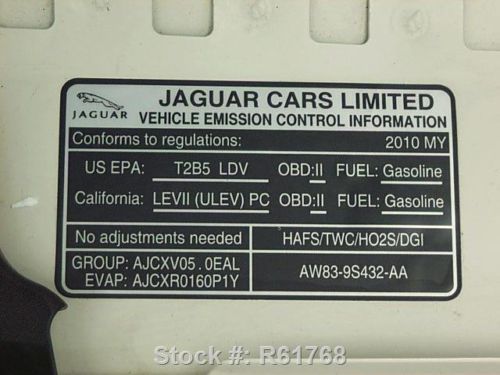 JAGUAR
JAGUAR CARS LIMITED
VEHICLE EMISSION CONTROL INFORMATION
Conforms to regulations: 2010 MY
US EPA: T2B5 LDV OBD:II FUEL: Gasoline
California: LEVII (ULEV) PC OBD:II FUEL: Gasoline
No adjustments needed HAFS/TWC/HO2S/DGI
GROUP: AJCXV05.0EAL
EVAP: AJCXR0160P1Y
AW83-9S432-AA
Stock #: R61768